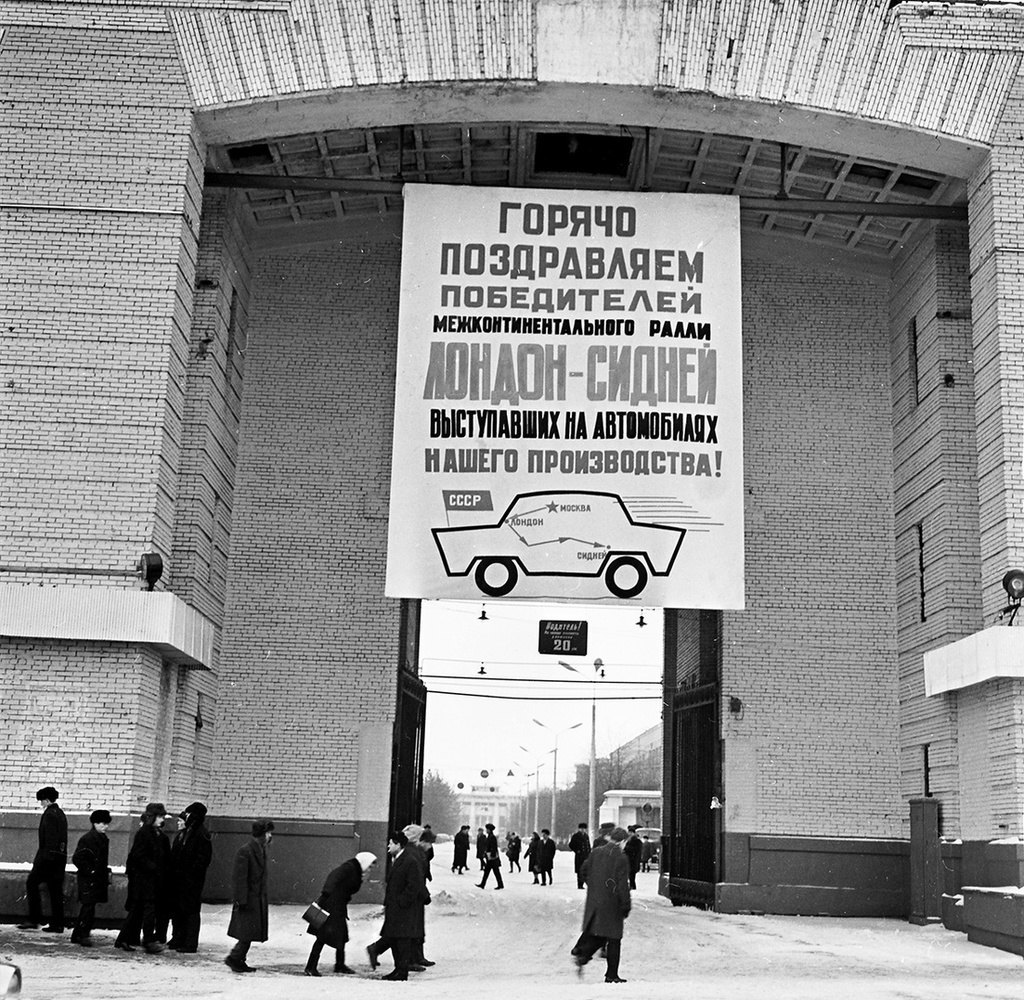 ГОРЯЧО
ПОЗДРАВЛЯЕМ
ПОБЕДИТЕЛЕЙ
МЕЖКОНТИНЕНТАЛЬНОГО РАЛЛИ
ЛОНДОН-СИДНЕЙ
ВЫСТУПАВШИХ НА АВТОМОБИЛЯХ
НАШЕГО ПРОИЗВОДСТВА!
СССР
МОСКВА
ЛОНДОН
СИДНЕЙ
Водитель!
20